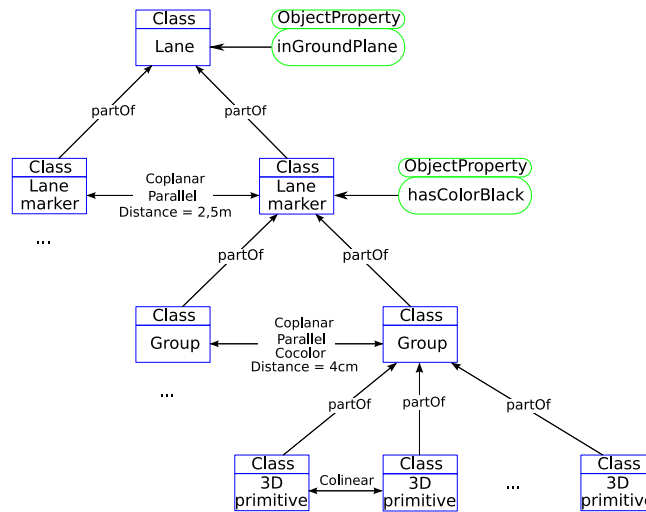 Class
ObjectProperty
Lane
inGroundPlane
partOf
partOf
Class
Lane
marker
Coplanar
Parallel
Distance = 2,5m
Class
Lane
marker
ObjectProperty
hasColorBlack
...
partOf
partOf
Class
Group
Coplanar
Parallel
Cocolor
Distance = 4cm
Class
Group
...
partOf
partOf
partOf
Class
3D
primitive
Colinear
Class
3D
primitive
...
Class
3D
primitive